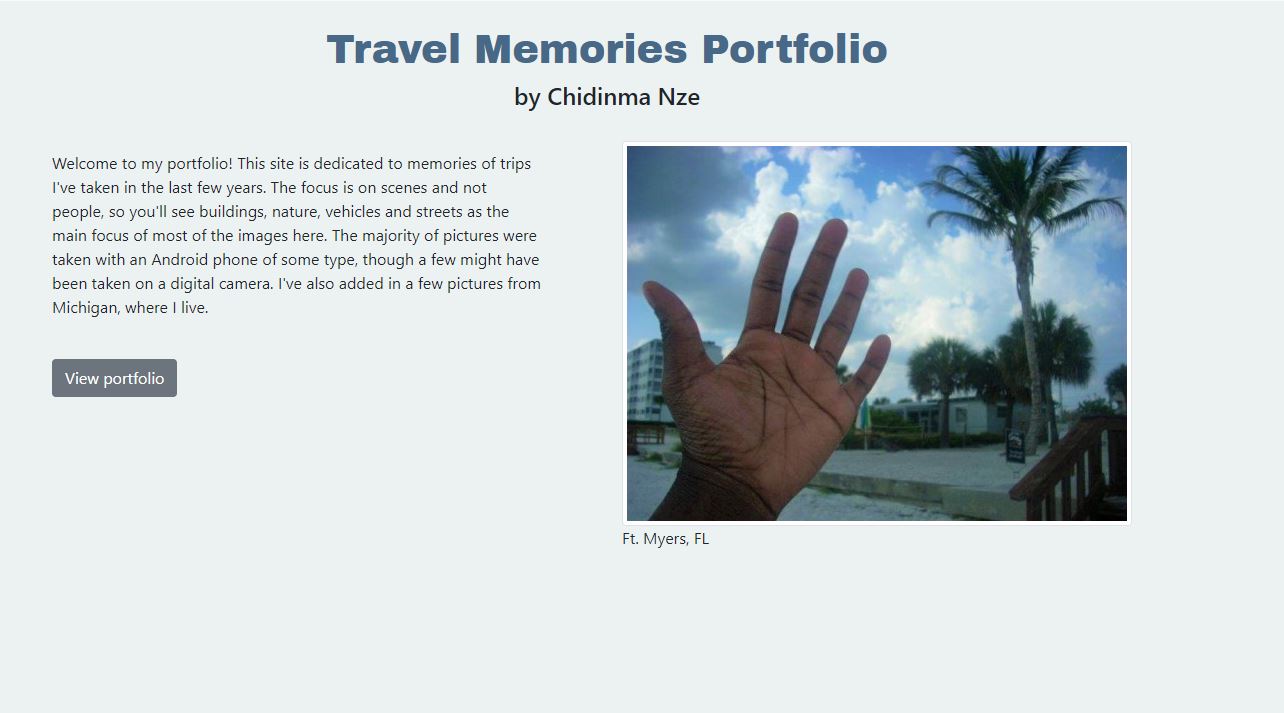 Travel Memories Portfolio
by Chidinma Nze
Welcome to my portfolio! This site is dedicated to memories of trips
I've taken in the last few years. The focus is on scenes and not
people, so you'll see buildings, nature, vehicles and streets as the
main focus of most of the images here. The majority of pictures were
taken with an Android phone of some type, though a few might have
been taken on a digital camera. I've also added in a few pictures from
Michigan, where I live.
View portfolio
Ft. Myers, FL